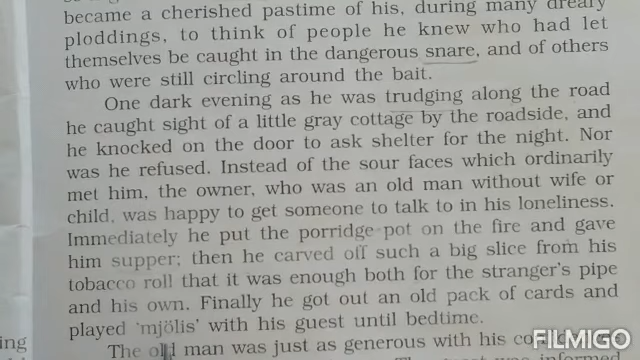 became a cherished pastime of his, during many dreary
ploddings, to think of people he knew who had let
themselves be caught in the dangerous snare, and of others
who were still circling around the bait.
One dark evening as he was trudging along the road
he caught sight of a little gray cottage by the roadside, and
he knocked on the door to ask shelter for the night. Nor
was he refused. Instead of the sour faces which ordinarily
met him, the owner, who was an old man without wife or
child, was happy to get someone to talk to in his loneliness.
Immediately he put the porridge pot on the fire and gave
him supper; then he carved off such a big slice from his
tobacco roll that it was enough both for the stranger's pipe
and his own. Finally he got out an old pack of cards and
played 'mjölis' with his guest until bedtime.
ing The old man was just as generous with his
informed
FILMIGO